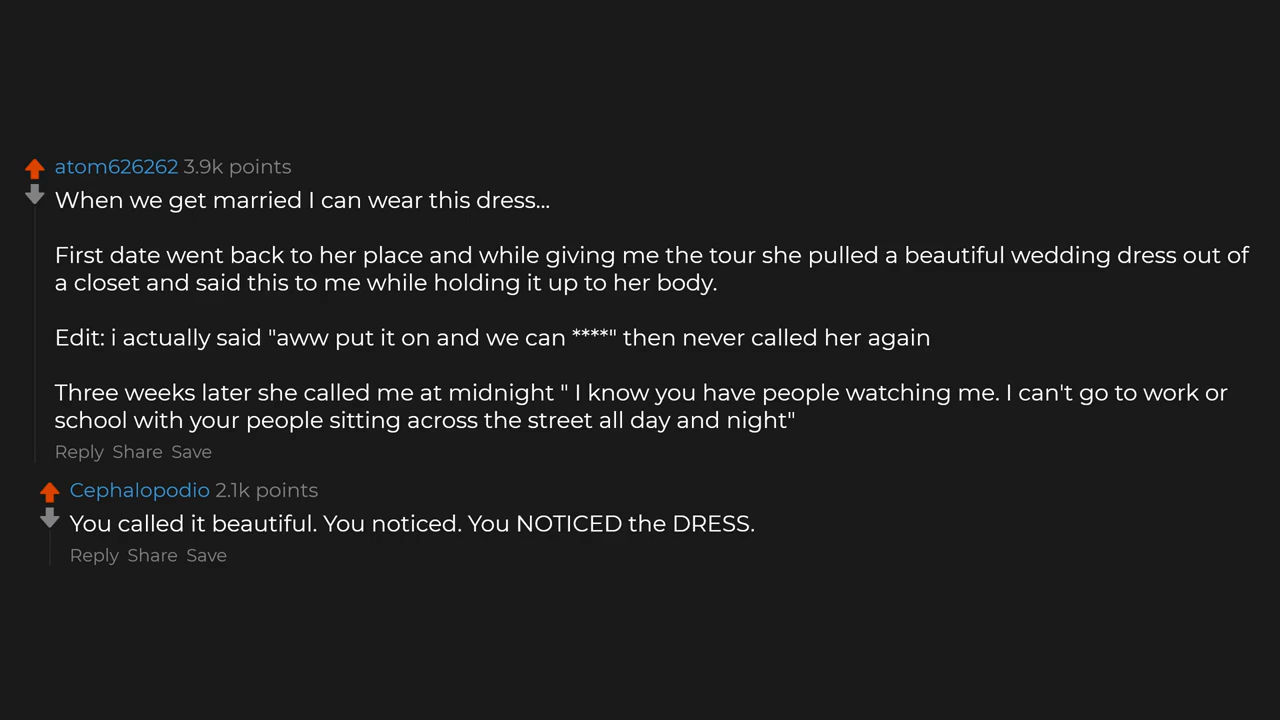 atom626262 3.9k points
When we get married I can wear this dress...
First date went back to her place and while giving me the tour she pulled a beautiful wedding dress out of
a closet and said this to me while holding it up to her body.
Edit: i actually said "aww put it on and we can ****" then never called her again
Three weeks later she called me at midnight " I know you have people watching me. I can't go to work or
school with your people sitting across the street all day and night"
Reply Share Save
Cephalopodio 2.1k points
You called it beautiful. You noticed. You NOTICED the DRESS.
Reply Share Save